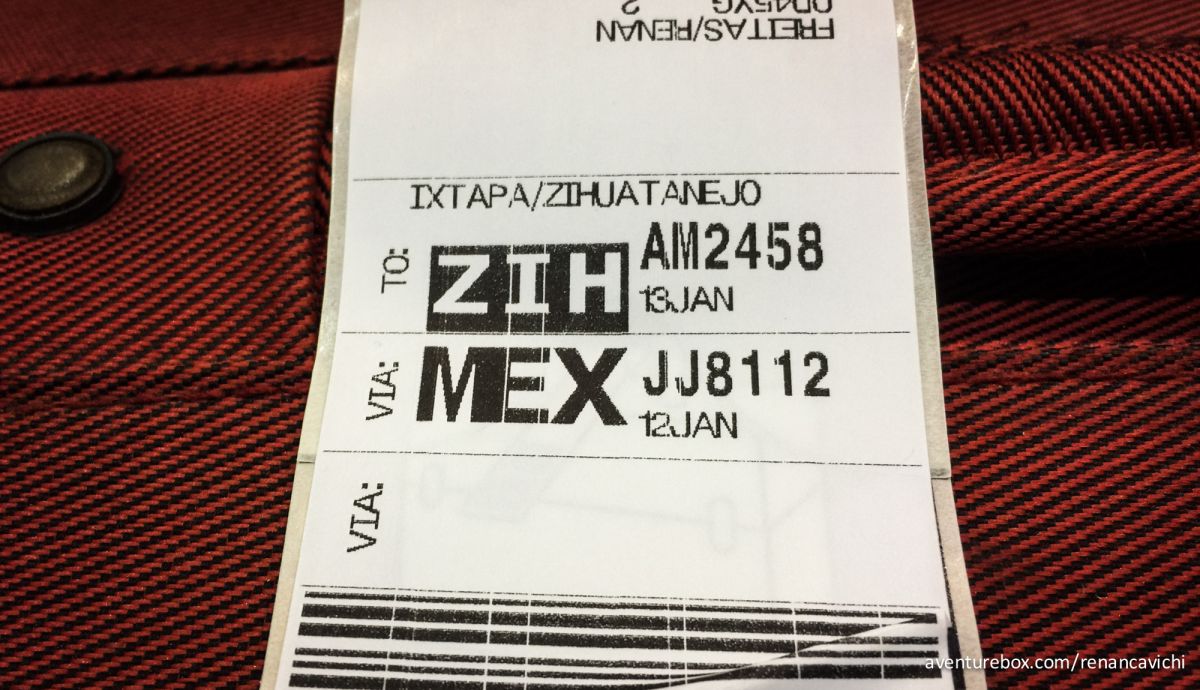 FREITAS/RENAN
IXTAPA/ZIHUATANEJO
TO: ZIH AM2458
13JAN
VIA: MEX JJ8112
12JAN
VIA:
aventurebox.com/renancavichi